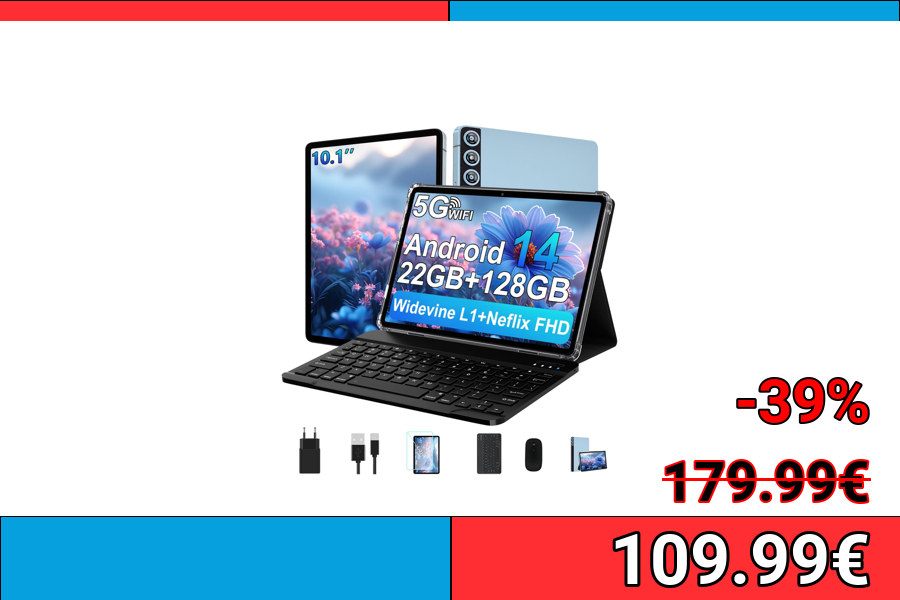 10.1’’
5G WIFI
Android 14
22GB+128GB
Widevine L1+Neflix FHD
-39%
179.99€
109.99€